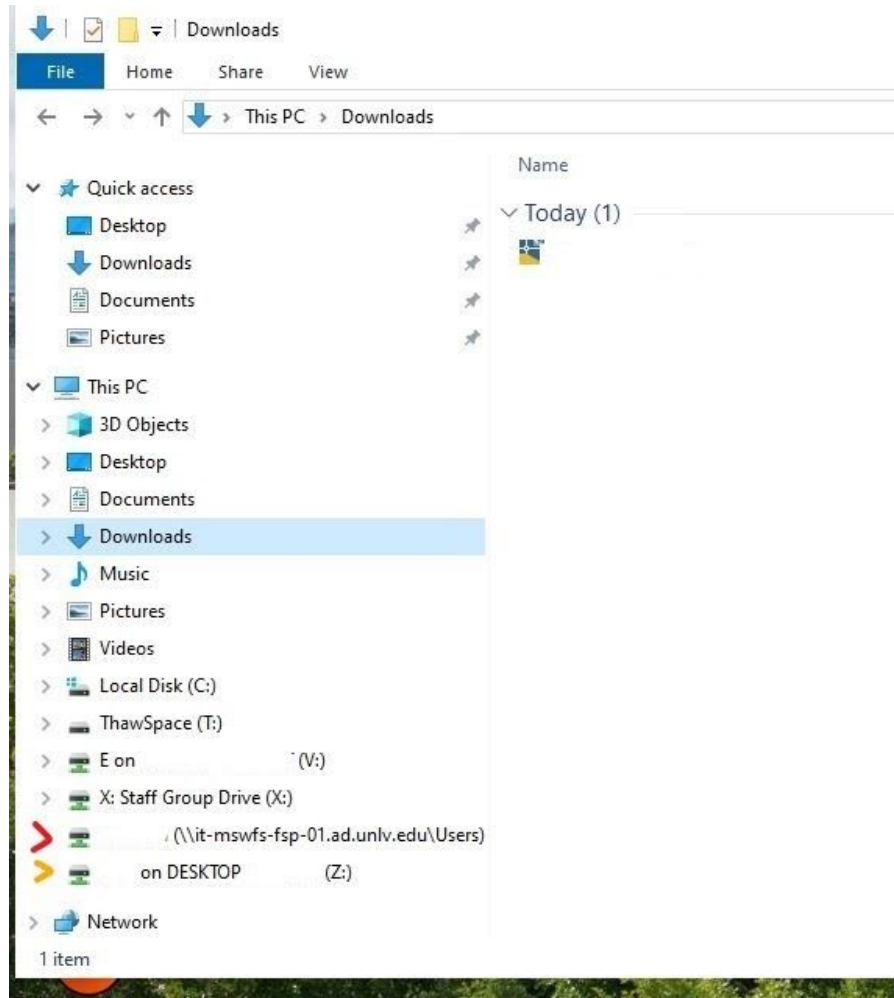 Downloads
File Home Share View
This PC > Downloads
Name
Quick access
Today (1)
Desktop
Downloads
Documents
Pictures
This PC
3D Objects
Desktop
Documents
Downloads
Music
Pictures
Videos
Local Disk (C:)
ThawSpace (T:)
E on (V:)
X: Staff Group Drive (X:)
(\\it-mswfs-fsp-01.ad.unlv.edu\Users)
on DESKTOP (Z:)
Network
1 item